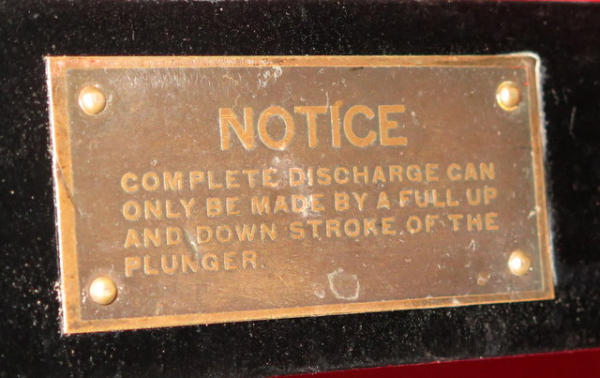 NOTICE
COMPLETE DISCHARGE CAN
ONLY BE MADE BY A FULL UP
AND DOWN STROKE OF THE
PLUNGER